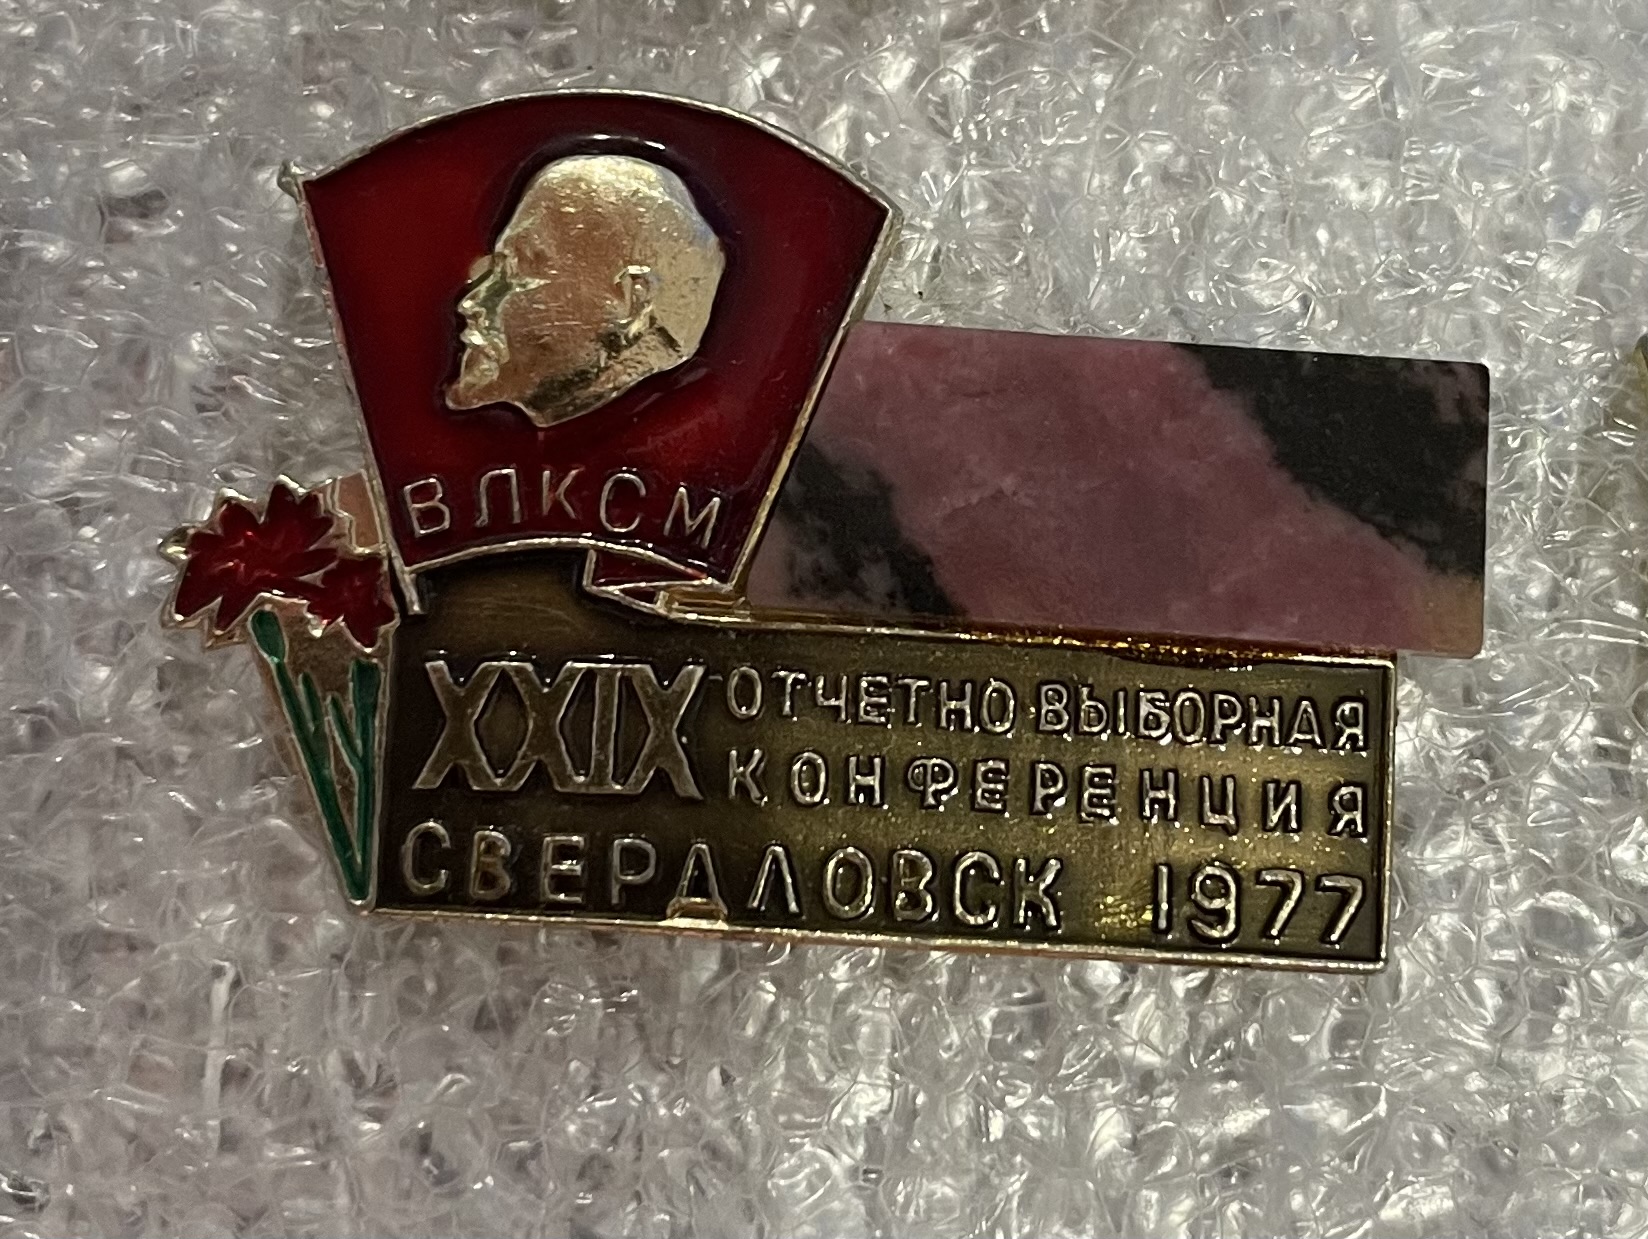 ВЛКСМ
XXIX ОТЧЕТНО ВЫБОРНАЯ
КОНФЕРЕНЦИЯ
СВЕРДЛОВСК 1977